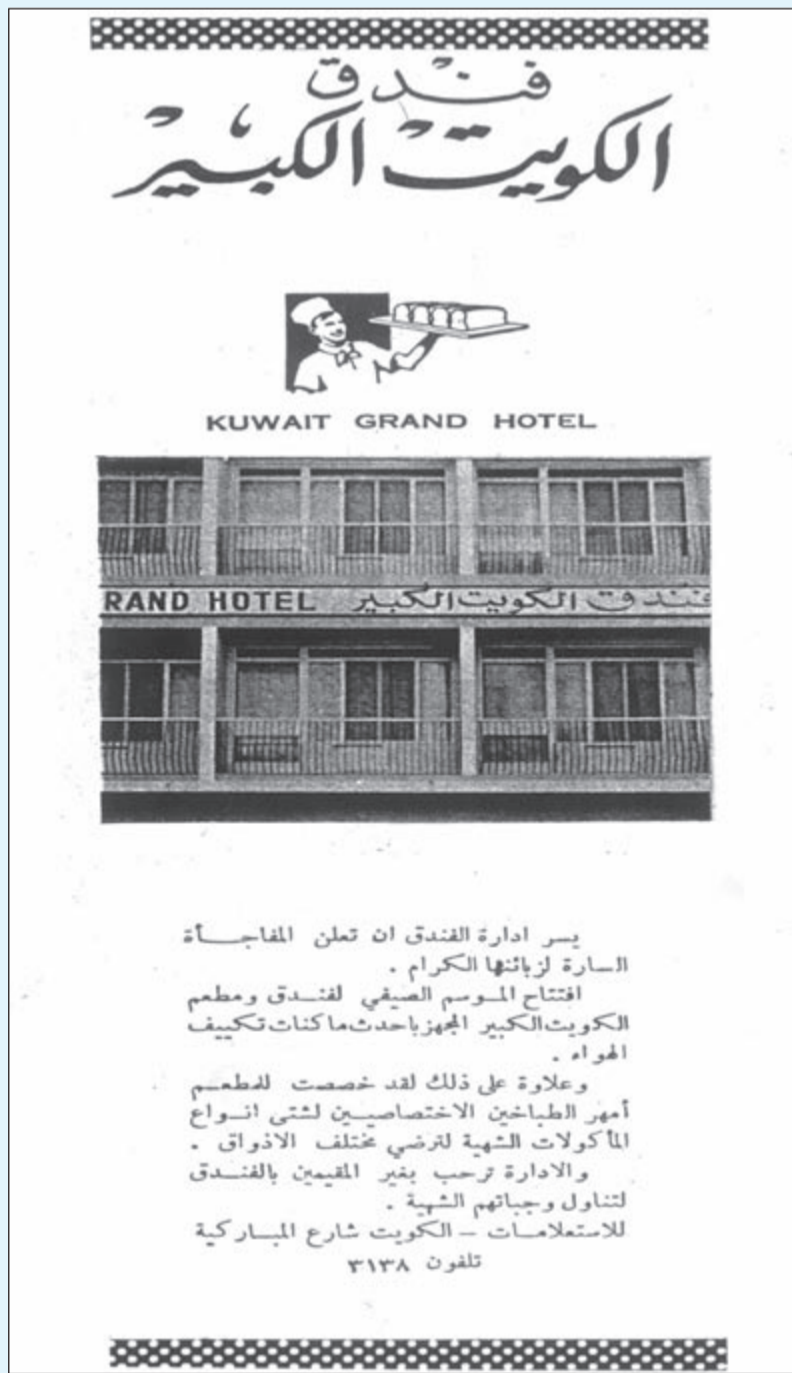 فندق
الكويت الكبير
KUWAIT GRAND HOTEL
RAND HOTEL فندق الكويت الكبير
يسر ادارة الفندق ان تعلن المفاجأة
السارة لزبائنها الكرام .
افتتاح الموسم الصيفي لفندق ومطعم
الكويت الكبير المجهز باحدث ماكنات تكييف
الهواء .
وعلاوة على ذلك لقد خصصت للمطعم
أمهر الطباخين الاختصاصيين لشتى انواع
المأكولات الشهية لترضي مختلف الاذواق .
والادارة ترحب بغير المقيمين بالفندق
لتناول وجباتهم الشهية .
للاستعلامات – الكويت شارع المباركية
تلفون ٣١٣٨